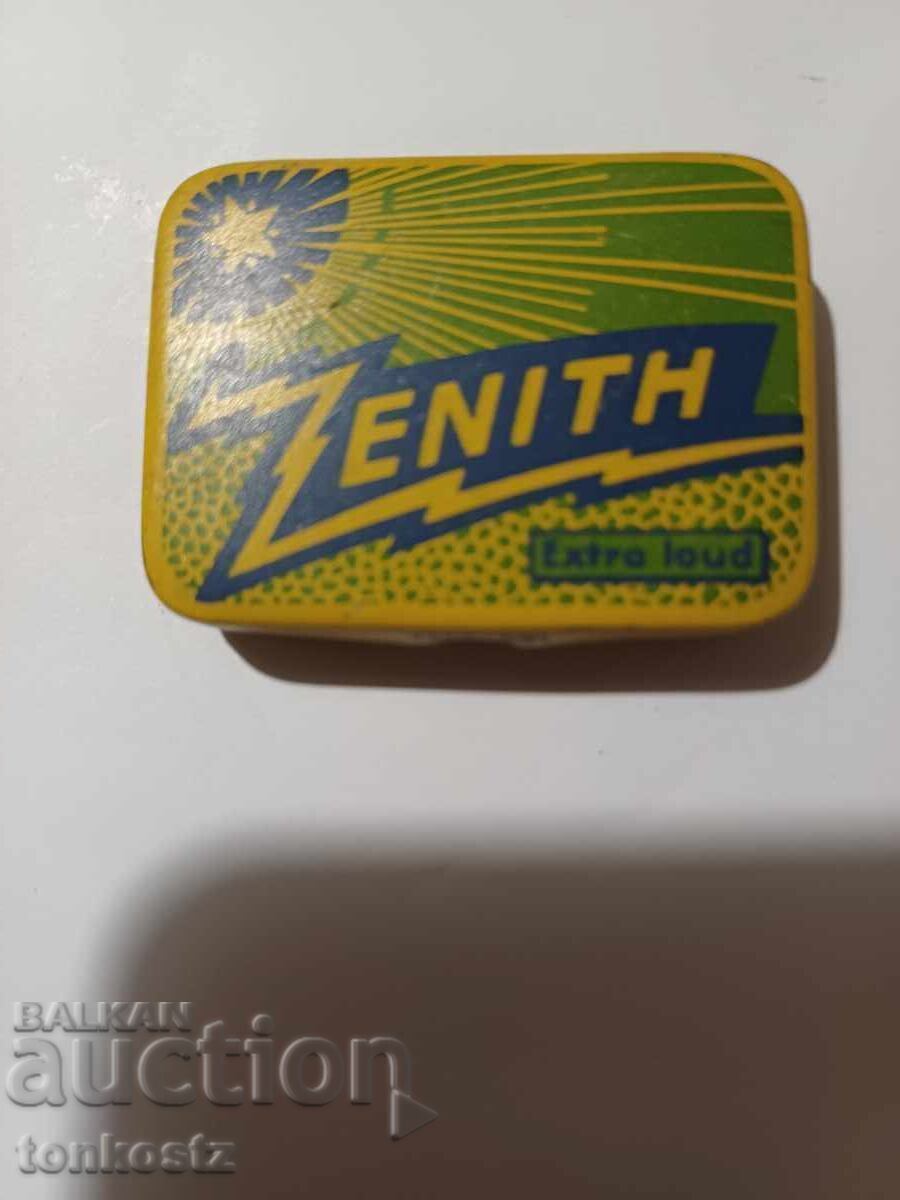 ZENITH
Extra loud
BALKAN
auction
tonkostz